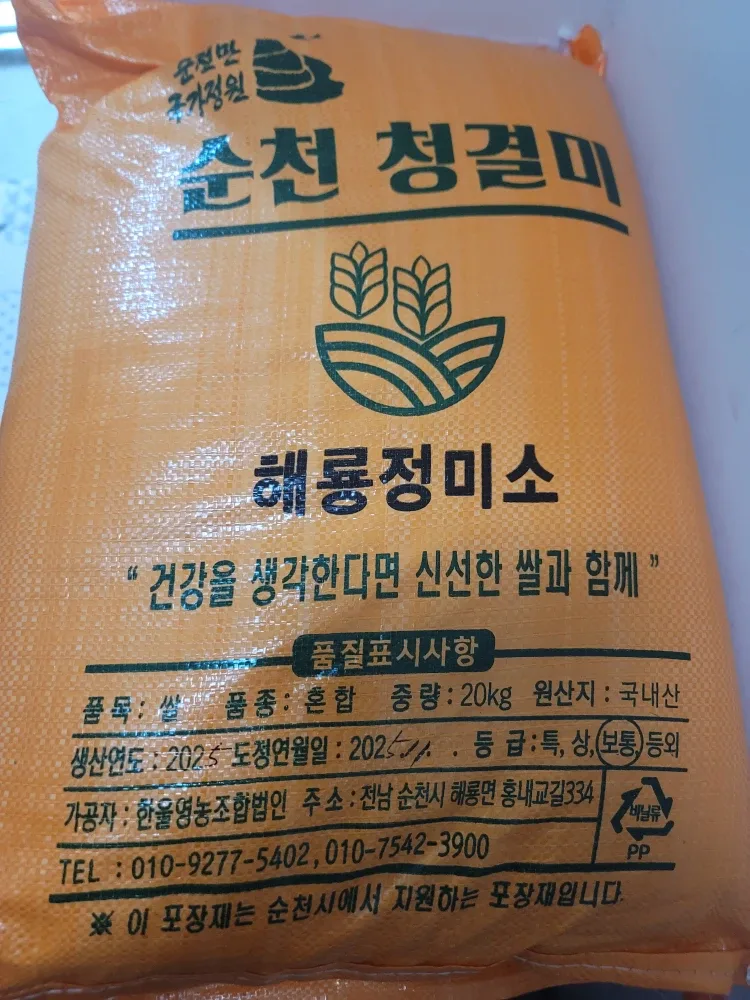 순천만
국가정원
순천 청결미
해룡정미소
“ 건강을 생각한다면 신선한 쌀과 함께 ”
품질표시사항
품목 : 쌀 품종 : 혼합 중량 : 20kg 원산지 : 국내산
생산연도 : 2025 도정연월일 : 2025. 11. . 등급 : 특, 상, 보통, 등외
가공자 : 한울영농조합법인 주소 : 전남 순천시 해룡면 홍내교길334
비닐류
PP
TEL : 010-9277-5402, 010-7542-3900
※ 이 포장재는 순천시에서 지원하는 포장재입니다.